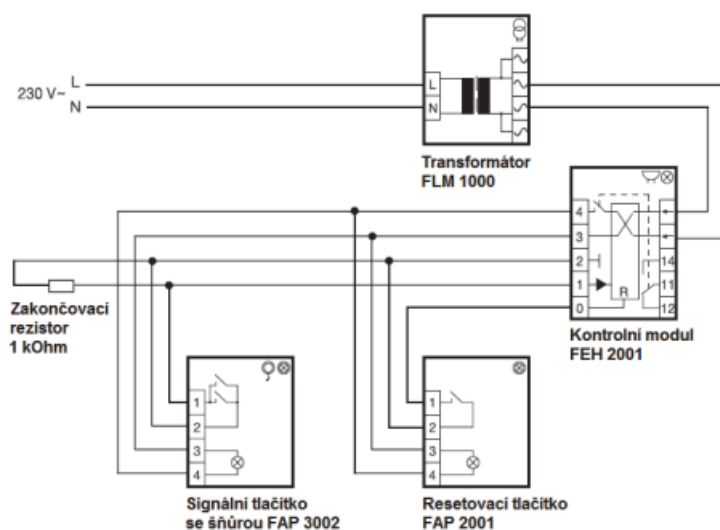 230 V~
L
N
L
N
Transformátor
FLM 1000
4
3
2
1
0
R
14
11
12
Kontrolní modul
FEH 2001
Zakončovací
rezistor
1 kOhm
1
2
3
4
Signální tlačítko
se šňůrou FAP 3002
1
2
3
4
Resetovací tlačítko
FAP 2001